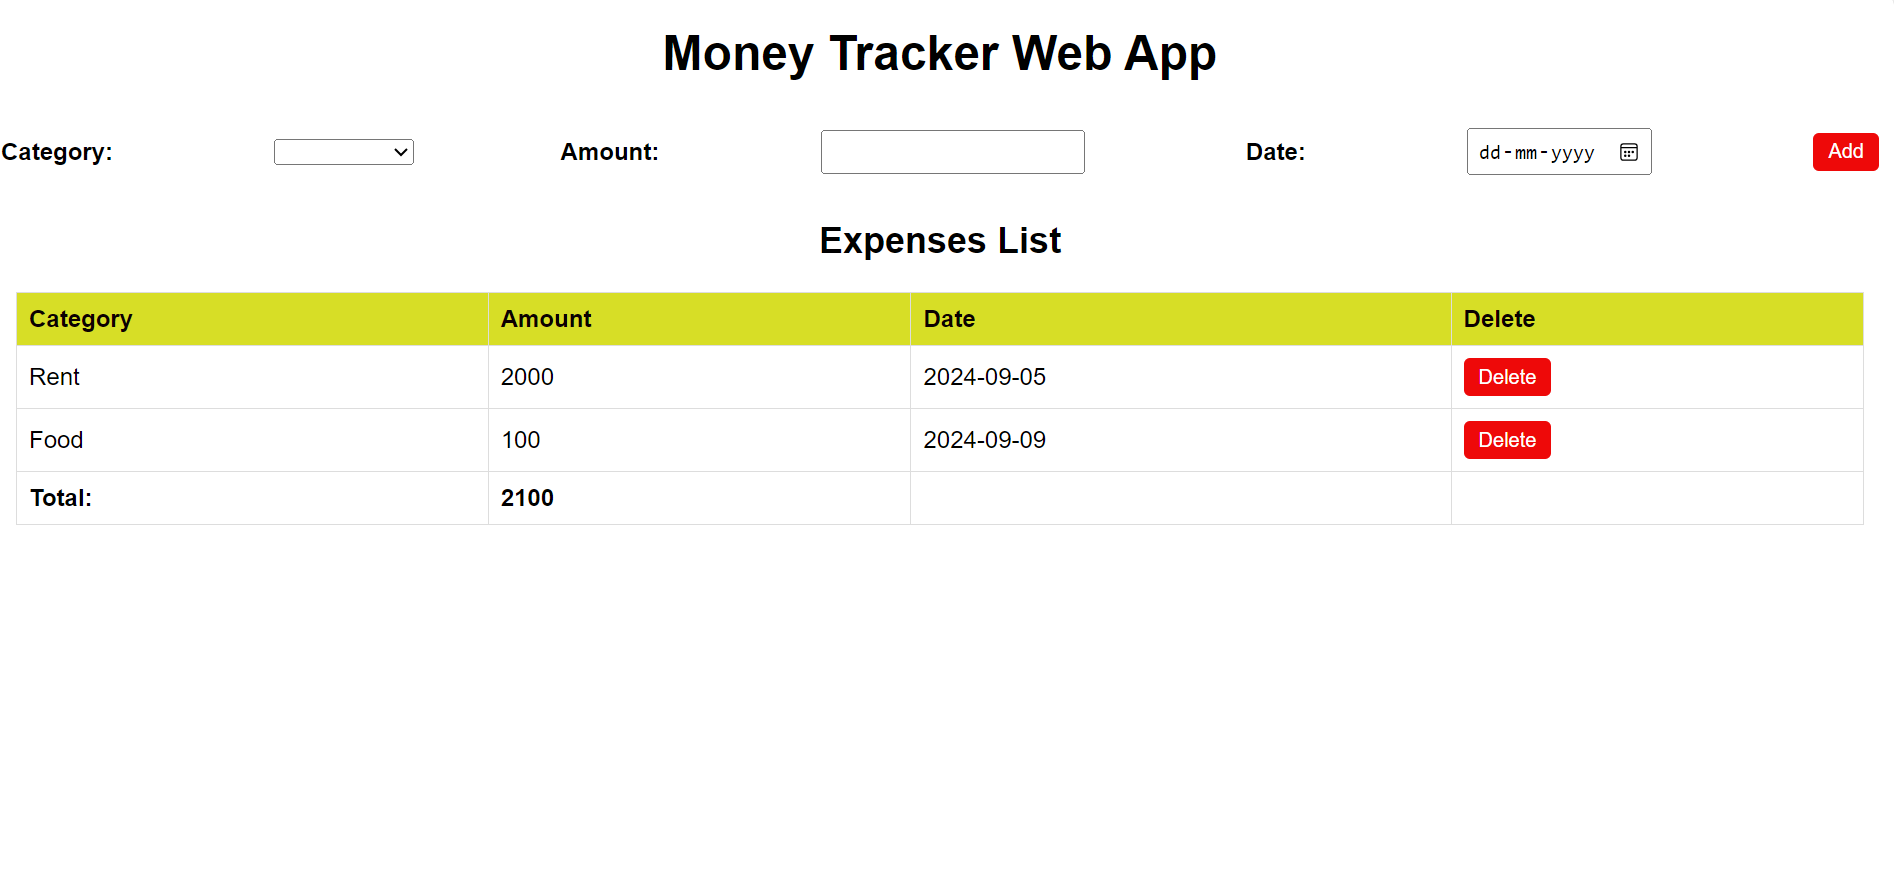 Money Tracker Web App
Category: Amount: Date: dd-mm-yyyy Add
Expenses List
Category Amount Date Delete
Rent 2000 2024-09-05 Delete
Food 100 2024-09-09 Delete
Total: 2100